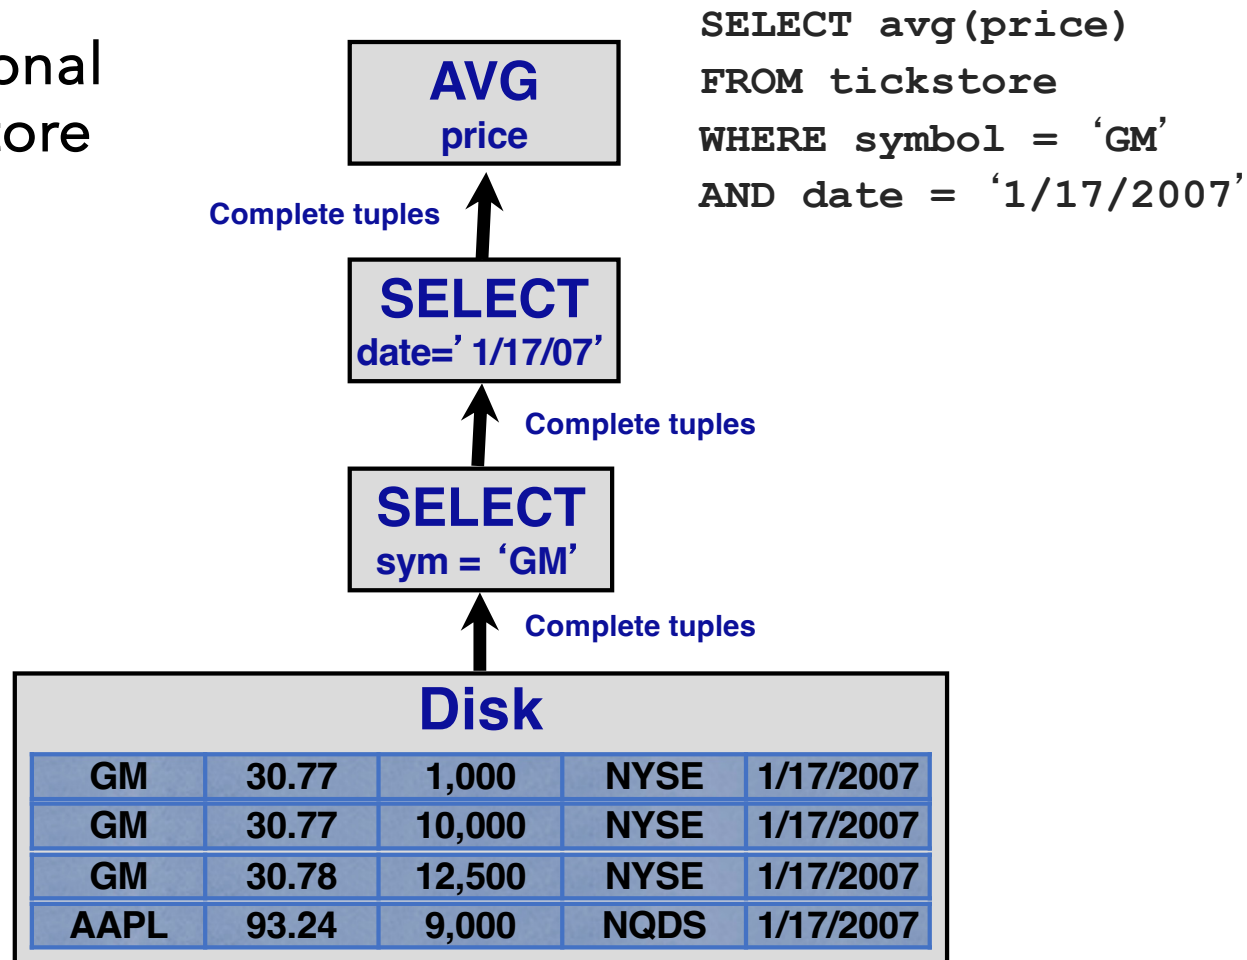 onal
tore
SELECT avg(price)
FROM tickstore
WHERE symbol = ‘GM’
AND date = ‘1/17/2007’
AVG
price
Complete tuples
SELECT
date=’ 1/17/07’
Complete tuples
SELECT
sym = ‘GM’
Complete tuples
Disk
GM 30.77 1,000 NYSE 1/17/2007
GM 30.77 10,000 NYSE 1/17/2007
GM 30.78 12,500 NYSE 1/17/2007
AAPL 93.24 9,000 NQDS 1/17/2007